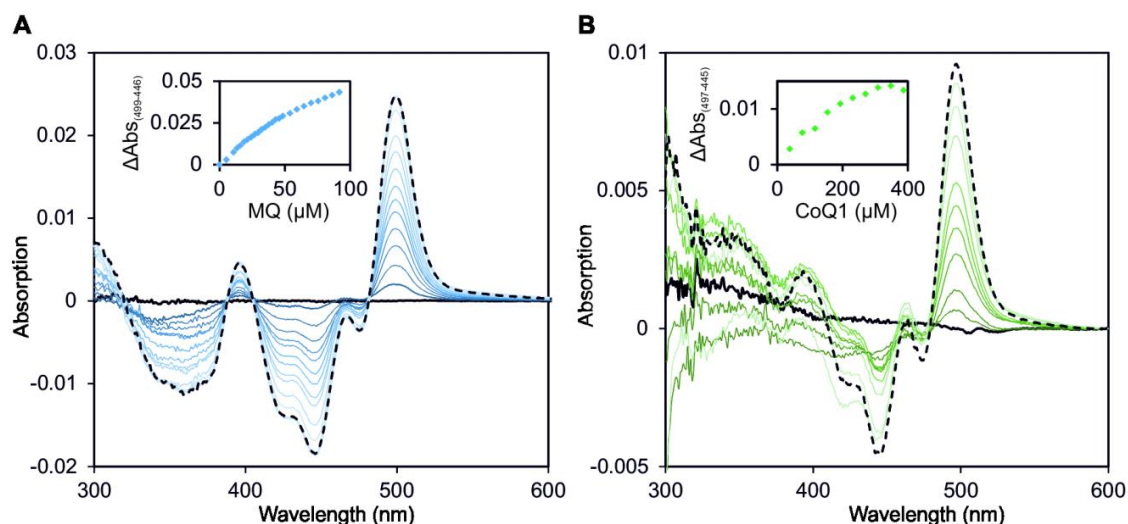 A
0.03
0.02
0.01
0
-0.01
-0.02
Absorption
300
400
500
600
Wavelength (nm)
ΔAbs(499-446)
0.05
0.025
0
0
50
100
MQ (µM)
B
0.01
0.005
0
-0.005
Absorption
300
400
500
600
Wavelength (nm)
ΔAbs(497-445)
0.01
0
0
200
400
CoQ1 (µM)